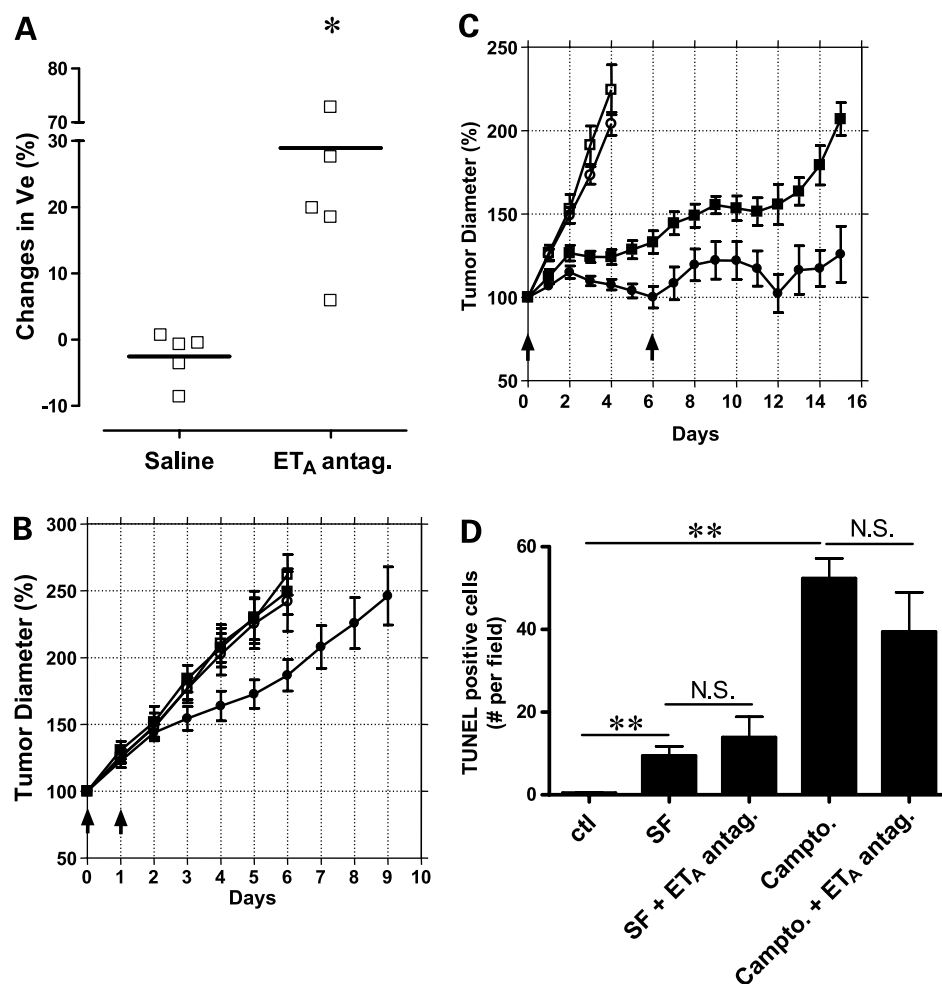 A
*
Changes in Ve (%)
80
70
30
20
10
0
-10
Saline
ETA antag.
C
Tumor Diameter (%)
250
200
150
100
50
0 2 4 6 8 10 12 14 16
Days
B
Tumor Diameter (%)
300
250
200
150
100
50
0 1 2 3 4 5 6 7 8 9 10
Days
D
TUNEL positive cells
(# per field)
60
40
20
0
**
N.S.
N.S.
**
ctl
SF
SF + ETA antag.
Campto.
Campto. + ETA antag.